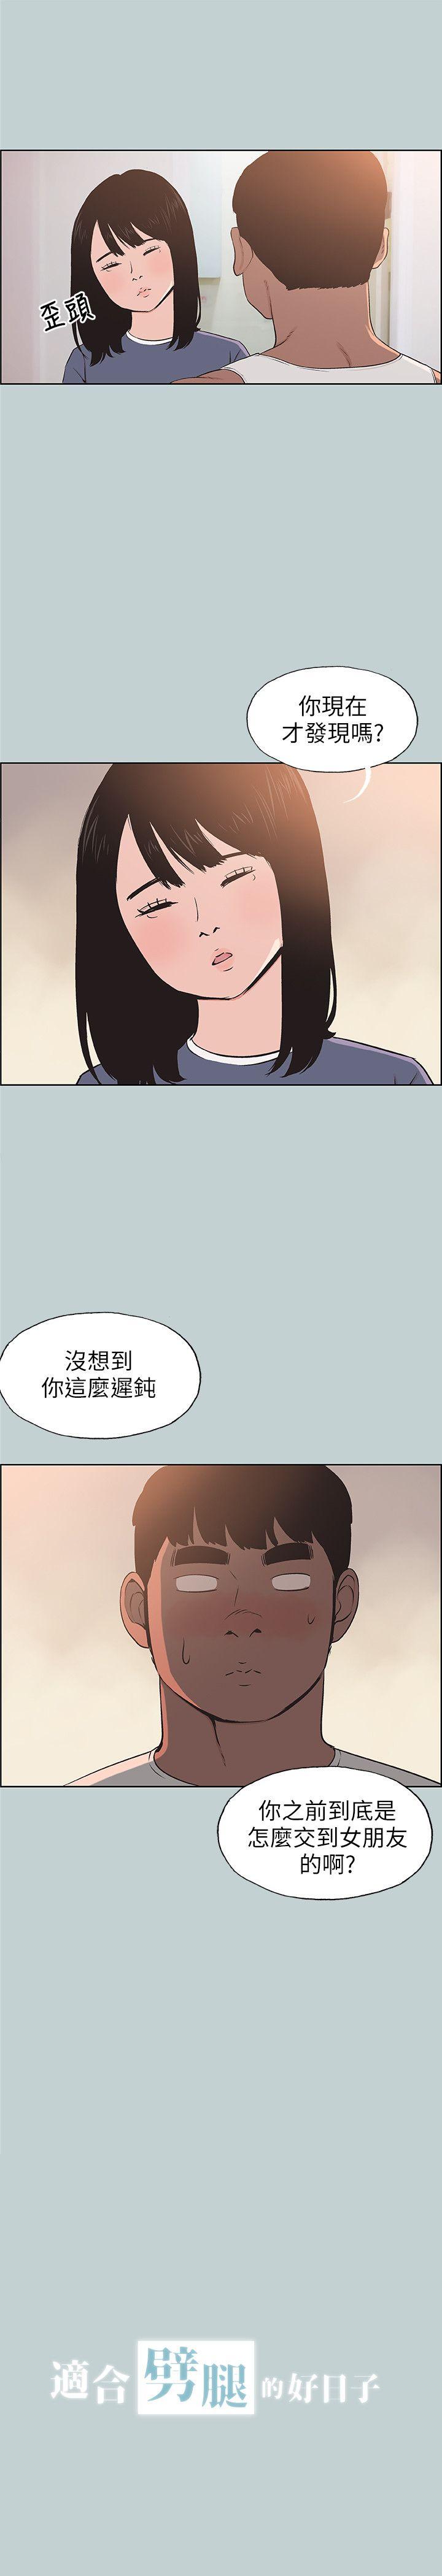 歪頭
你現在
才發現嗎?
沒想到
你這麼遲鈍
你之前到底是
怎麼交到女朋友
的啊?
適合劈腿的好日子